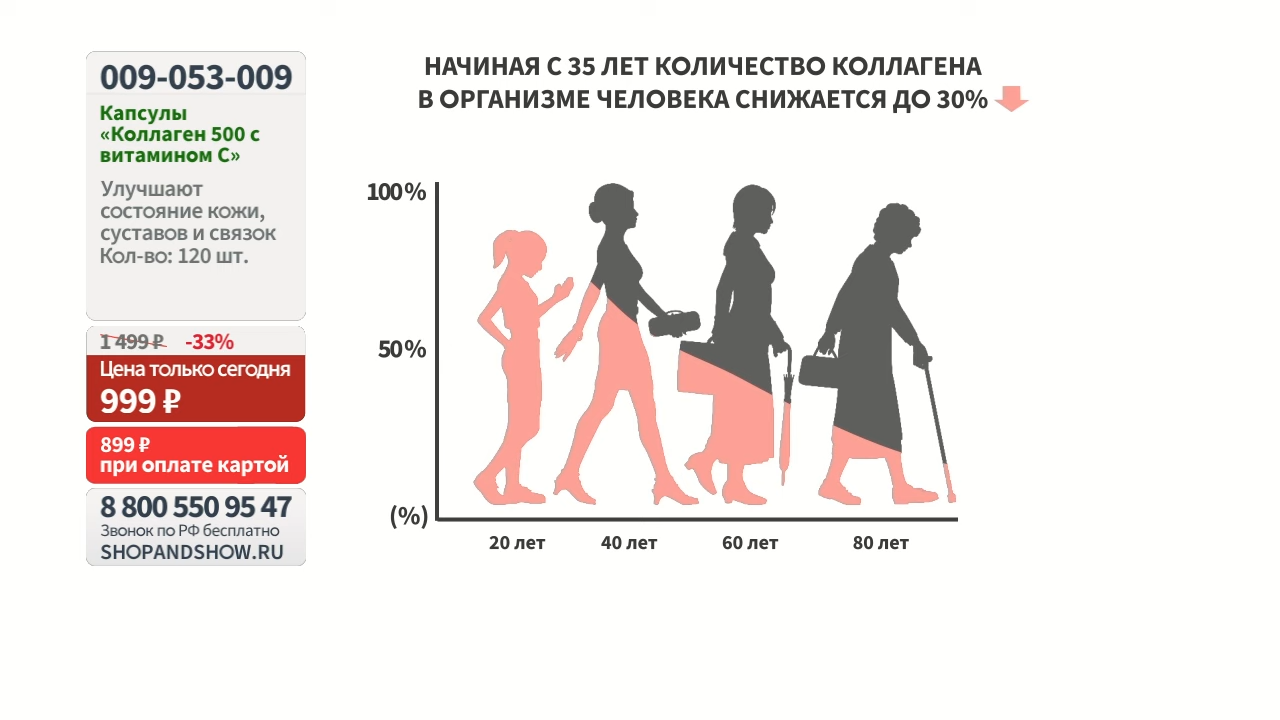 009-053-009
Капсулы
«Коллаген 500 с
витамином С»
Улучшают
состояние кожи,
суставов и связок
Кол-во: 120 шт.
1 499 ₽ -33%
Цена только сегодня
999 ₽
899 ₽
при оплате картой
8 800 550 95 47
Звонок по РФ бесплатно
SHOPANDSHOW.RU
НАЧИНАЯ С 35 ЛЕТ КОЛИЧЕСТВО КОЛЛАГЕНА
В ОРГАНИЗМЕ ЧЕЛОВЕКА СНИЖАЕТСЯ ДО 30%
100%
50%
(%)
20 лет 40 лет 60 лет 80 лет